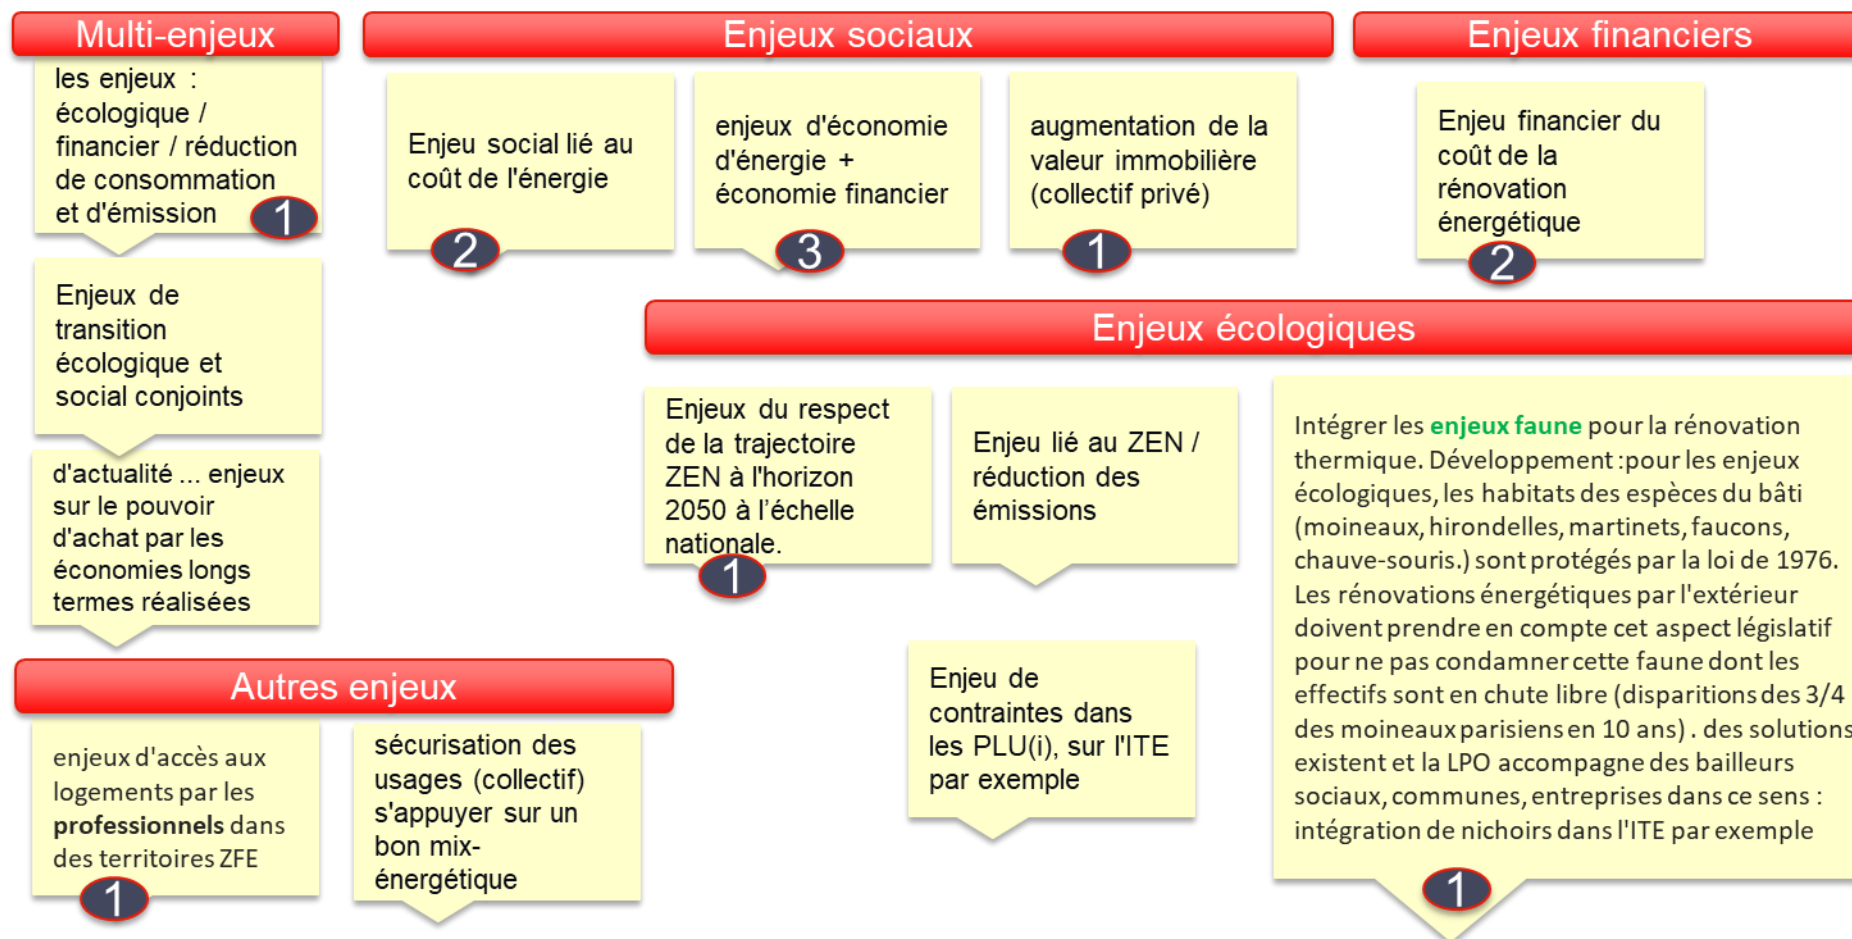 Multi-enjeux
les enjeux :
écologique /
financier / réduction
de consommation
et d'émission
1
Enjeux de
transition
écologique et
social conjoints
d'actualité ... enjeux
sur le pouvoir
d'achat par les
économies longs
termes réalisées
Enjeux sociaux
Enjeu social lié au
coût de l'énergie
2
enjeux d'économie
d'énergie +
économie financier
3
augmentation de la
valeur immobilière
(collectif privé)
1
Enjeux financiers
Enjeu financier du
coût de la
rénovation
énergétique
2
Enjeux écologiques
Enjeux du respect
de la trajectoire
ZEN à l'horizon
2050 à l’échelle
nationale.
1
Enjeu lié au ZEN /
réduction des
émissions
Enjeu de
contraintes dans
les PLU(i), sur l'ITE
par exemple
Intégrer les enjeux faune pour la rénovation
thermique. Développement :pour les enjeux
écologiques, les habitats des espèces du bâti
(moineaux, hirondelles, martinets, faucons,
chauve-souris.) sont protégés par la loi de 1976.
Les rénovations énergétiques par l'extérieur
doivent prendre en compte cet aspect législatif
pour ne pas condamner cette faune dont les
effectifs sont en chute libre (disparitions des 3/4
des moineaux parisiens en 10 ans) . des solutions
existent et la LPO accompagne des bailleurs
sociaux, communes, entreprises dans ce sens :
intégration de nichoirs dans l'ITE par exemple
1
Autres enjeux
enjeux d'accès aux
logements par les
professionnels dans
des territoires ZFE
1
sécurisation des
usages (collectif)
s'appuyer sur un
bon mix-
énergétique